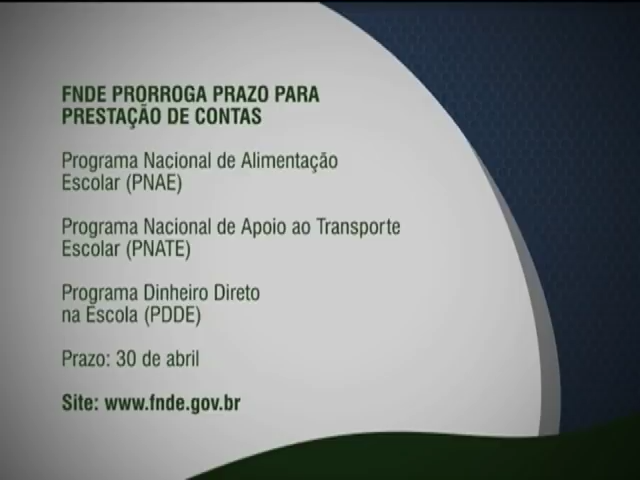 FNDE PRORROGA PRAZO PARA
PRESTAÇÃO DE CONTAS
Programa Nacional de Alimentação
Escolar (PNAE)
Programa Nacional de Apoio ao Transporte
Escolar (PNATE)
Programa Dinheiro Direto
na Escola (PDDE)
Prazo: 30 de abril
Site: www.fnde.gov.br